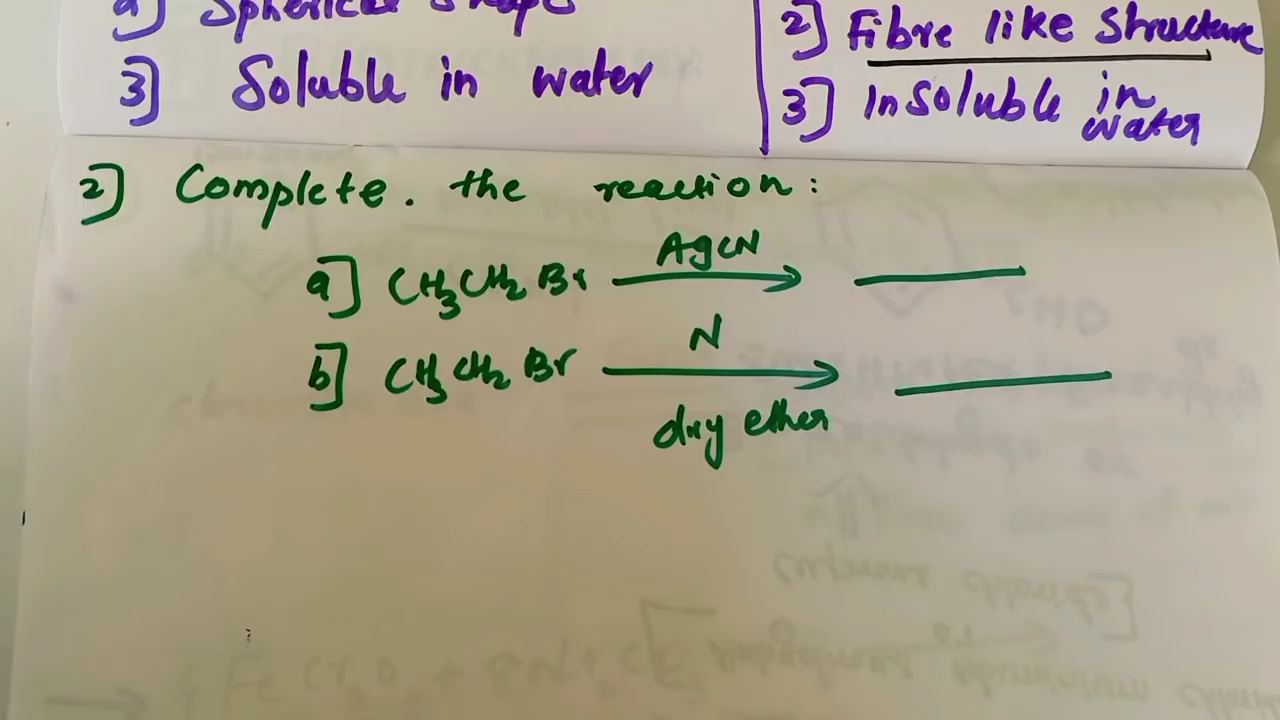 2] Fibre like Structure
3] Soluble in water
3] Insoluble in water
2] Complete. the reaction:
a] CH3CH2Br AgCN
b] CH3CH2Br N dry ether